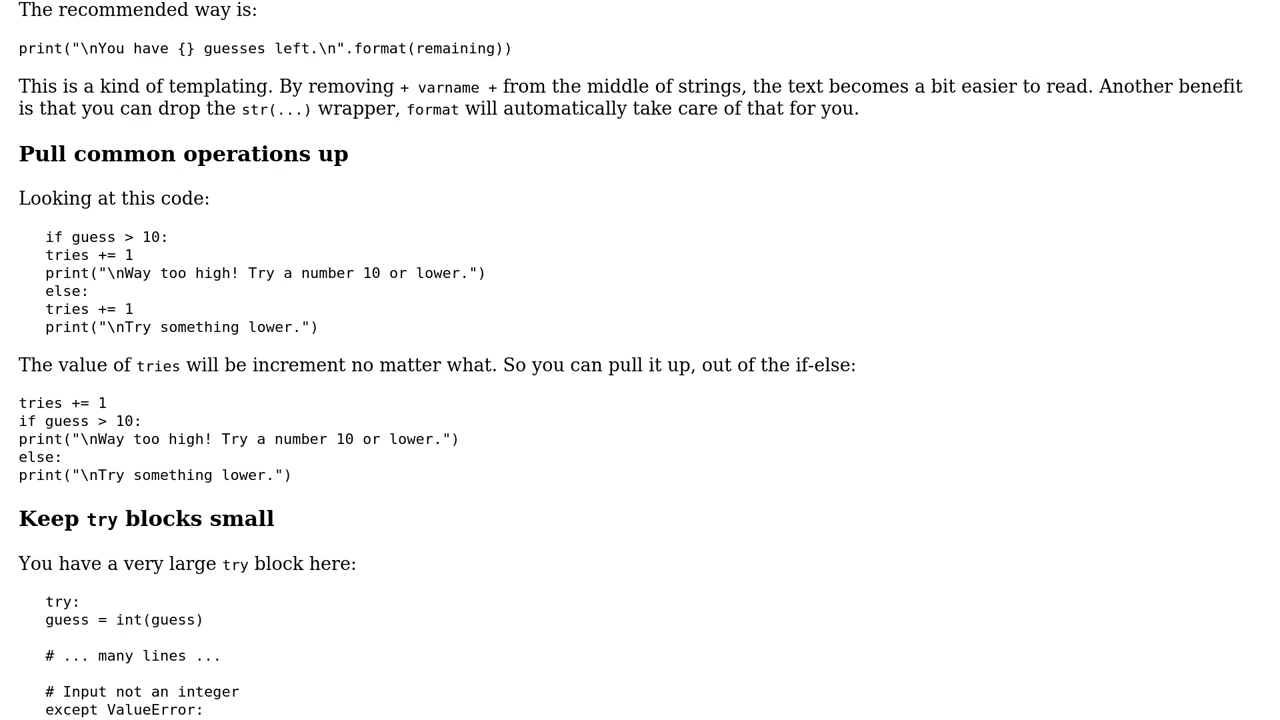 The recommended way is:
print("\nYou have {} guesses left.\n".format(remaining))
This is a kind of templating. By removing + varname + from the middle of strings, the text becomes a bit easier to read. Another benefit
is that you can drop the str(...) wrapper, format will automatically take care of that for you.
Pull common operations up
Looking at this code:
if guess > 10:
tries += 1
print("\nWay too high! Try a number 10 or lower.")
else:
tries += 1
print("\nTry something lower.")
The value of tries will be increment no matter what. So you can pull it up, out of the if-else:
tries += 1
if guess > 10:
print("\nWay too high! Try a number 10 or lower.")
else:
print("\nTry something lower.")
Keep try blocks small
You have a very large try block here:
try:
guess = int(guess)
# ... many lines ...
# Input not an integer
except ValueError: